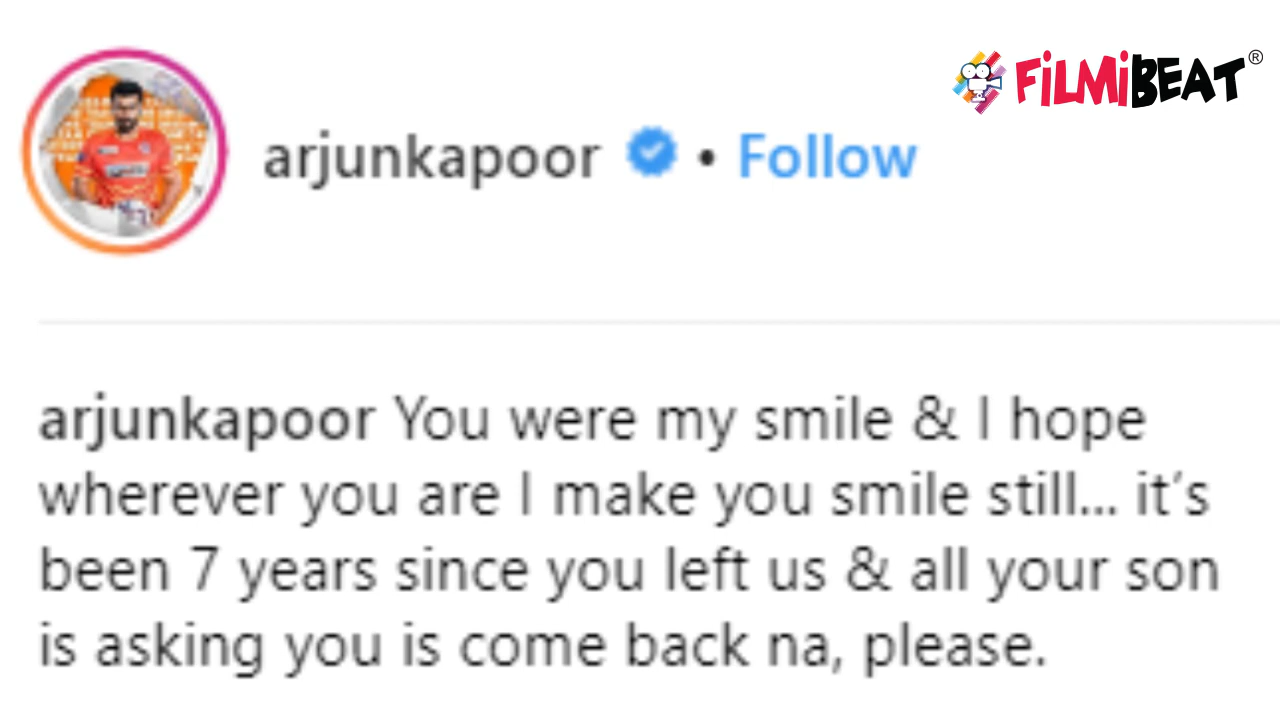 FiLMiBEAT®
arjunkapoor • Follow
arjunkapoor You were my smile & I hope
wherever you are I make you smile still... it's
been 7 years since you left us & all your son
is asking you is come back na, please.